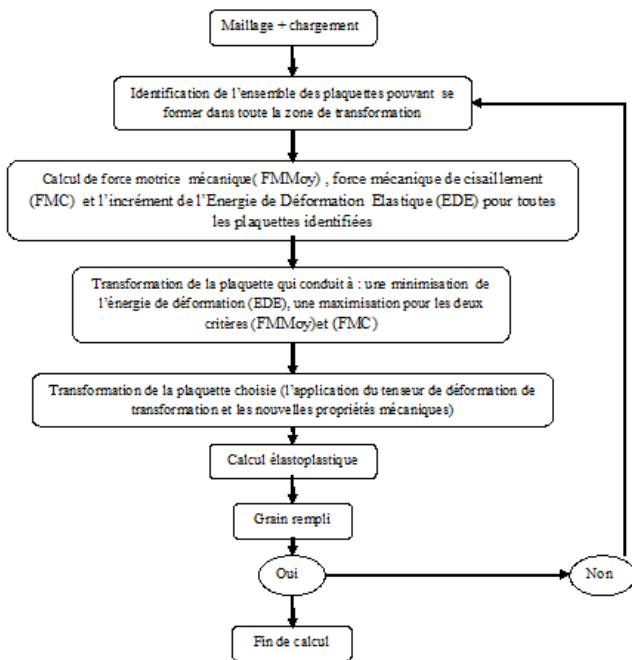 Maillage + chargement
Identification de l'ensemble des plaquettes pouvant se
former dans toute la zone de transformation
Calcul de force motrice mécanique( FMMoy) , force mécanique de cisaillement
(FMC) et l'incrément de l'Energie de Déformation Elastique (EDE) pour toutes
les plaquettes identifiées
Transformation de la plaquette qui conduit à : une minimisation de
l'énergie de déformation (EDE), une maximisation pour les deux
critères (FMMoy)et (FMC)
Transformation de la plaquette choisie (l'application du tenseur de déformation de
transformation et les nouvelles propriétés mécaniques)
Calcul élastoplastique
Grain rempli
Oui
Non
Fin de calcul